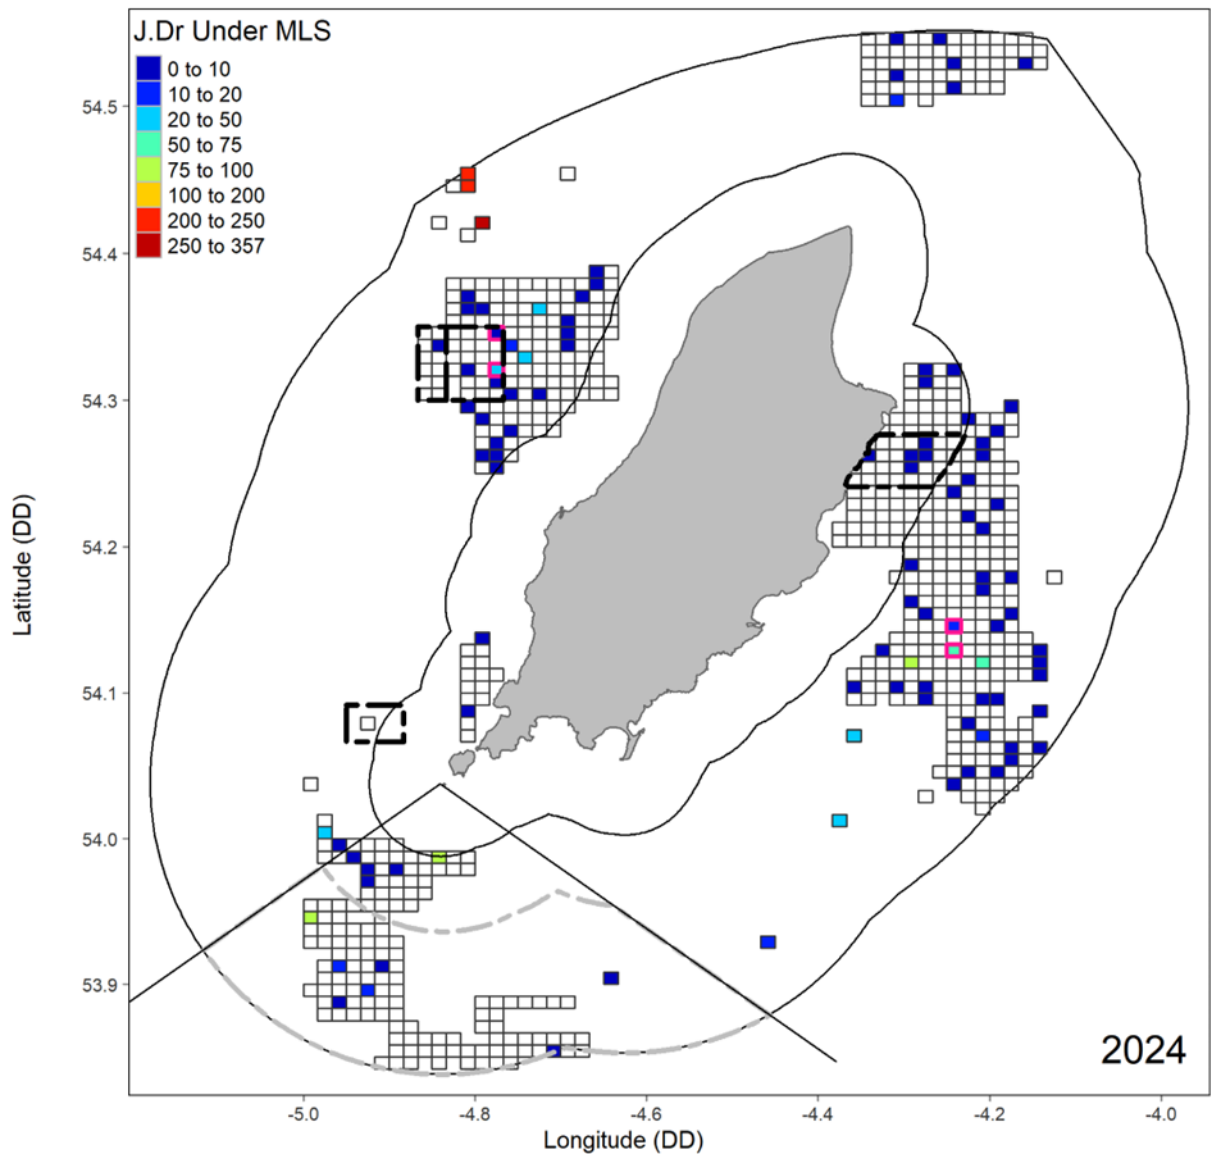 J.Dr Under MLS
0 to 10
10 to 20
20 to 50
50 to 75
75 to 100
100 to 200
200 to 250
250 to 357
54.5
54.4
54.3
54.2
54.1
54.0
53.9
Latitude (DD)
2024
-5.0 -4.8 -4.6 -4.4 -4.2 -4.0
Longitude (DD)